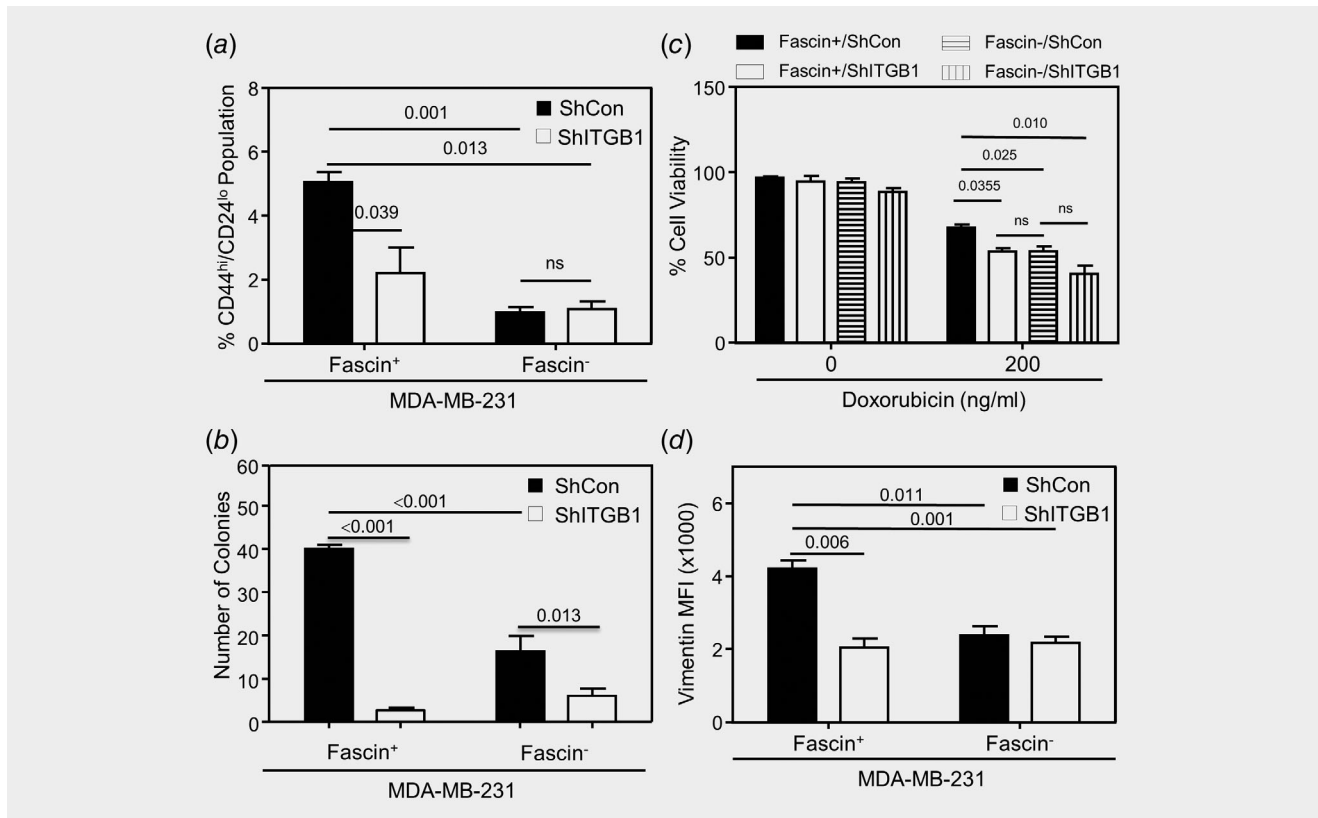 (a)
% CD44hi/CD24lo Population
8
6
4
2
0
ShCon
ShITGB1
0.001
0.013
0.039
ns
Fascin+
Fascin-
MDA-MB-231
(c)
Fascin+/ShCon
Fascin-/ShCon
Fascin+/ShITGB1
Fascin-/ShITGB1
% Cell Viability
150
100
50
0
0.010
0.025
0.0355
ns
ns
0
200
Doxorubicin (ng/ml)
(b)
Number of Colonies
60
50
40
30
20
10
0
ShCon
ShITGB1
<0.001
<0.001
0.013
Fascin+
Fascin-
MDA-MB-231
(d)
Vimentin MFI (x1000)
6
4
2
0
ShCon
ShITGB1
0.011
0.001
0.006
Fascin+
Fascin-
MDA-MB-231